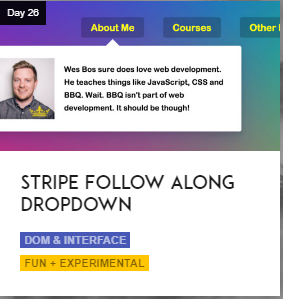 Day 26
About Me
Courses
Other
Wes Bos sure does love web development.
He teaches things like JavaScript, CSS and
BBQ. Wait. BBQ isn't part of web
development. It should be though!
STRIPE FOLLOW ALONG
DROPDOWN
DOM & INTERFACE
FUN + EXPERIMENTAL